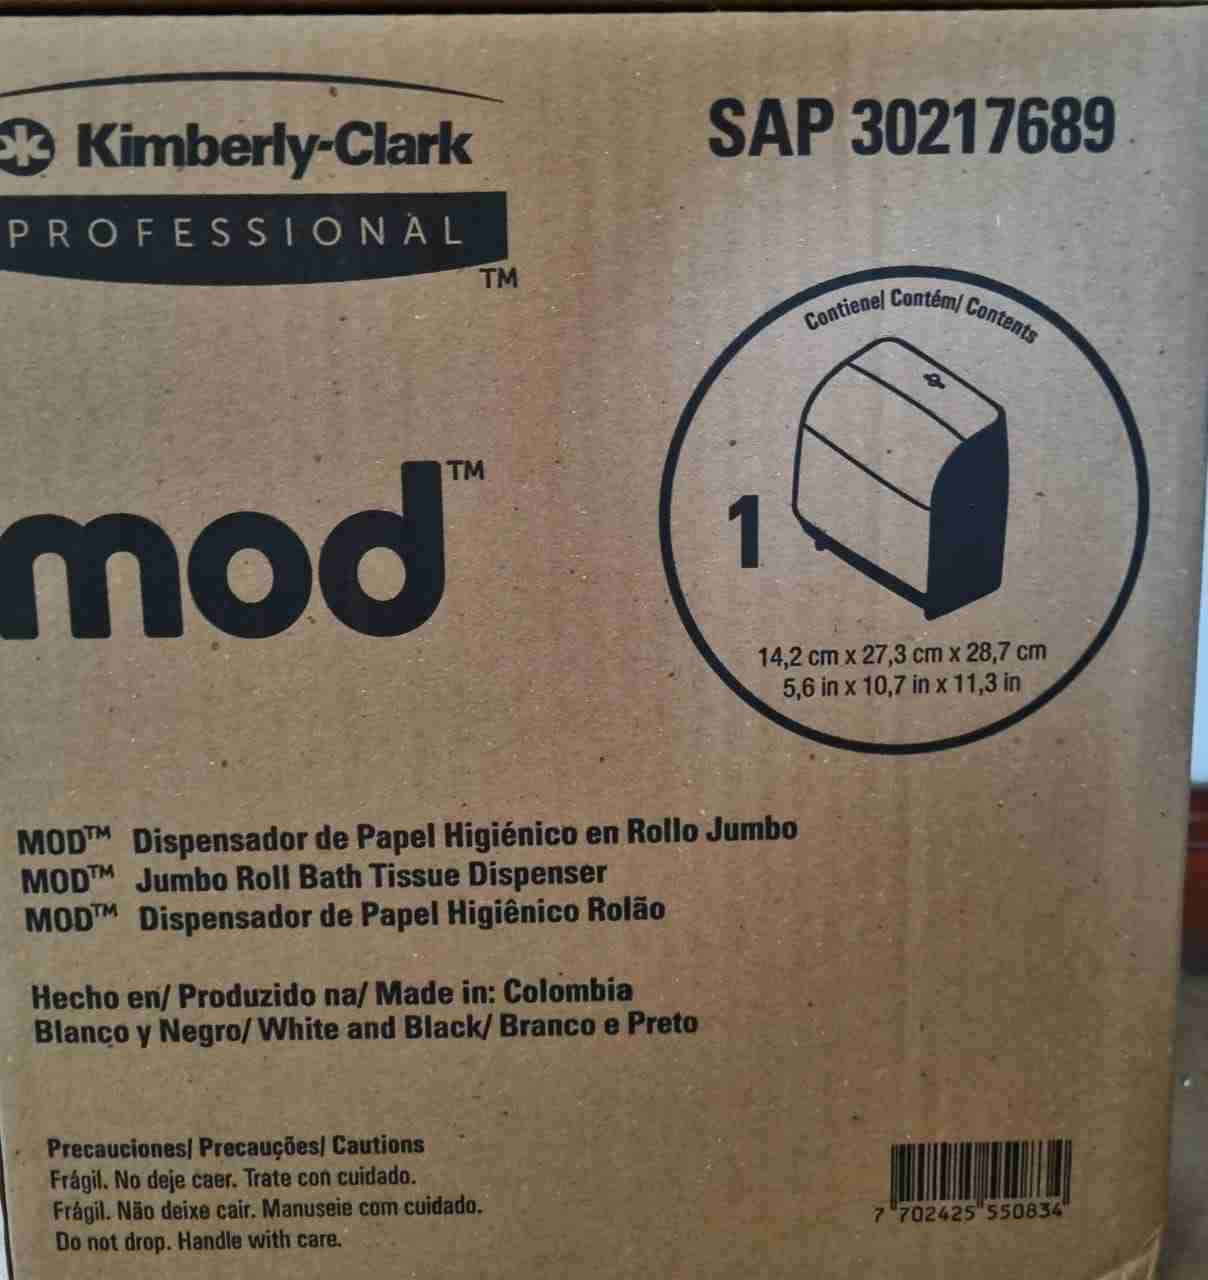 Kimberly-Clark
PROFESSIONAL
TM
SAP 30217689
Contiene/ Contém/ Contents
1
14,2 cm x 27,3 cm x 28,7 cm
5,6 in x 10,7 in x 11,3 in
mod™
MOD™ Dispensador de Papel Higiénico en Rollo Jumbo
MOD™ Jumbo Roll Bath Tissue Dispenser
MOD™ Dispensador de Papel Higiênico Rolão
Hecho en/ Produzido na/ Made in: Colombia
Blanco y Negro/ White and Black/ Branco e Preto
Precauciones/ Precauções/ Cautions
Frágil. No deje caer. Trate con cuidado.
Frágil. Não deixe cair. Manuseie com cuidado.
Do not drop. Handle with care.
7 702425 550834